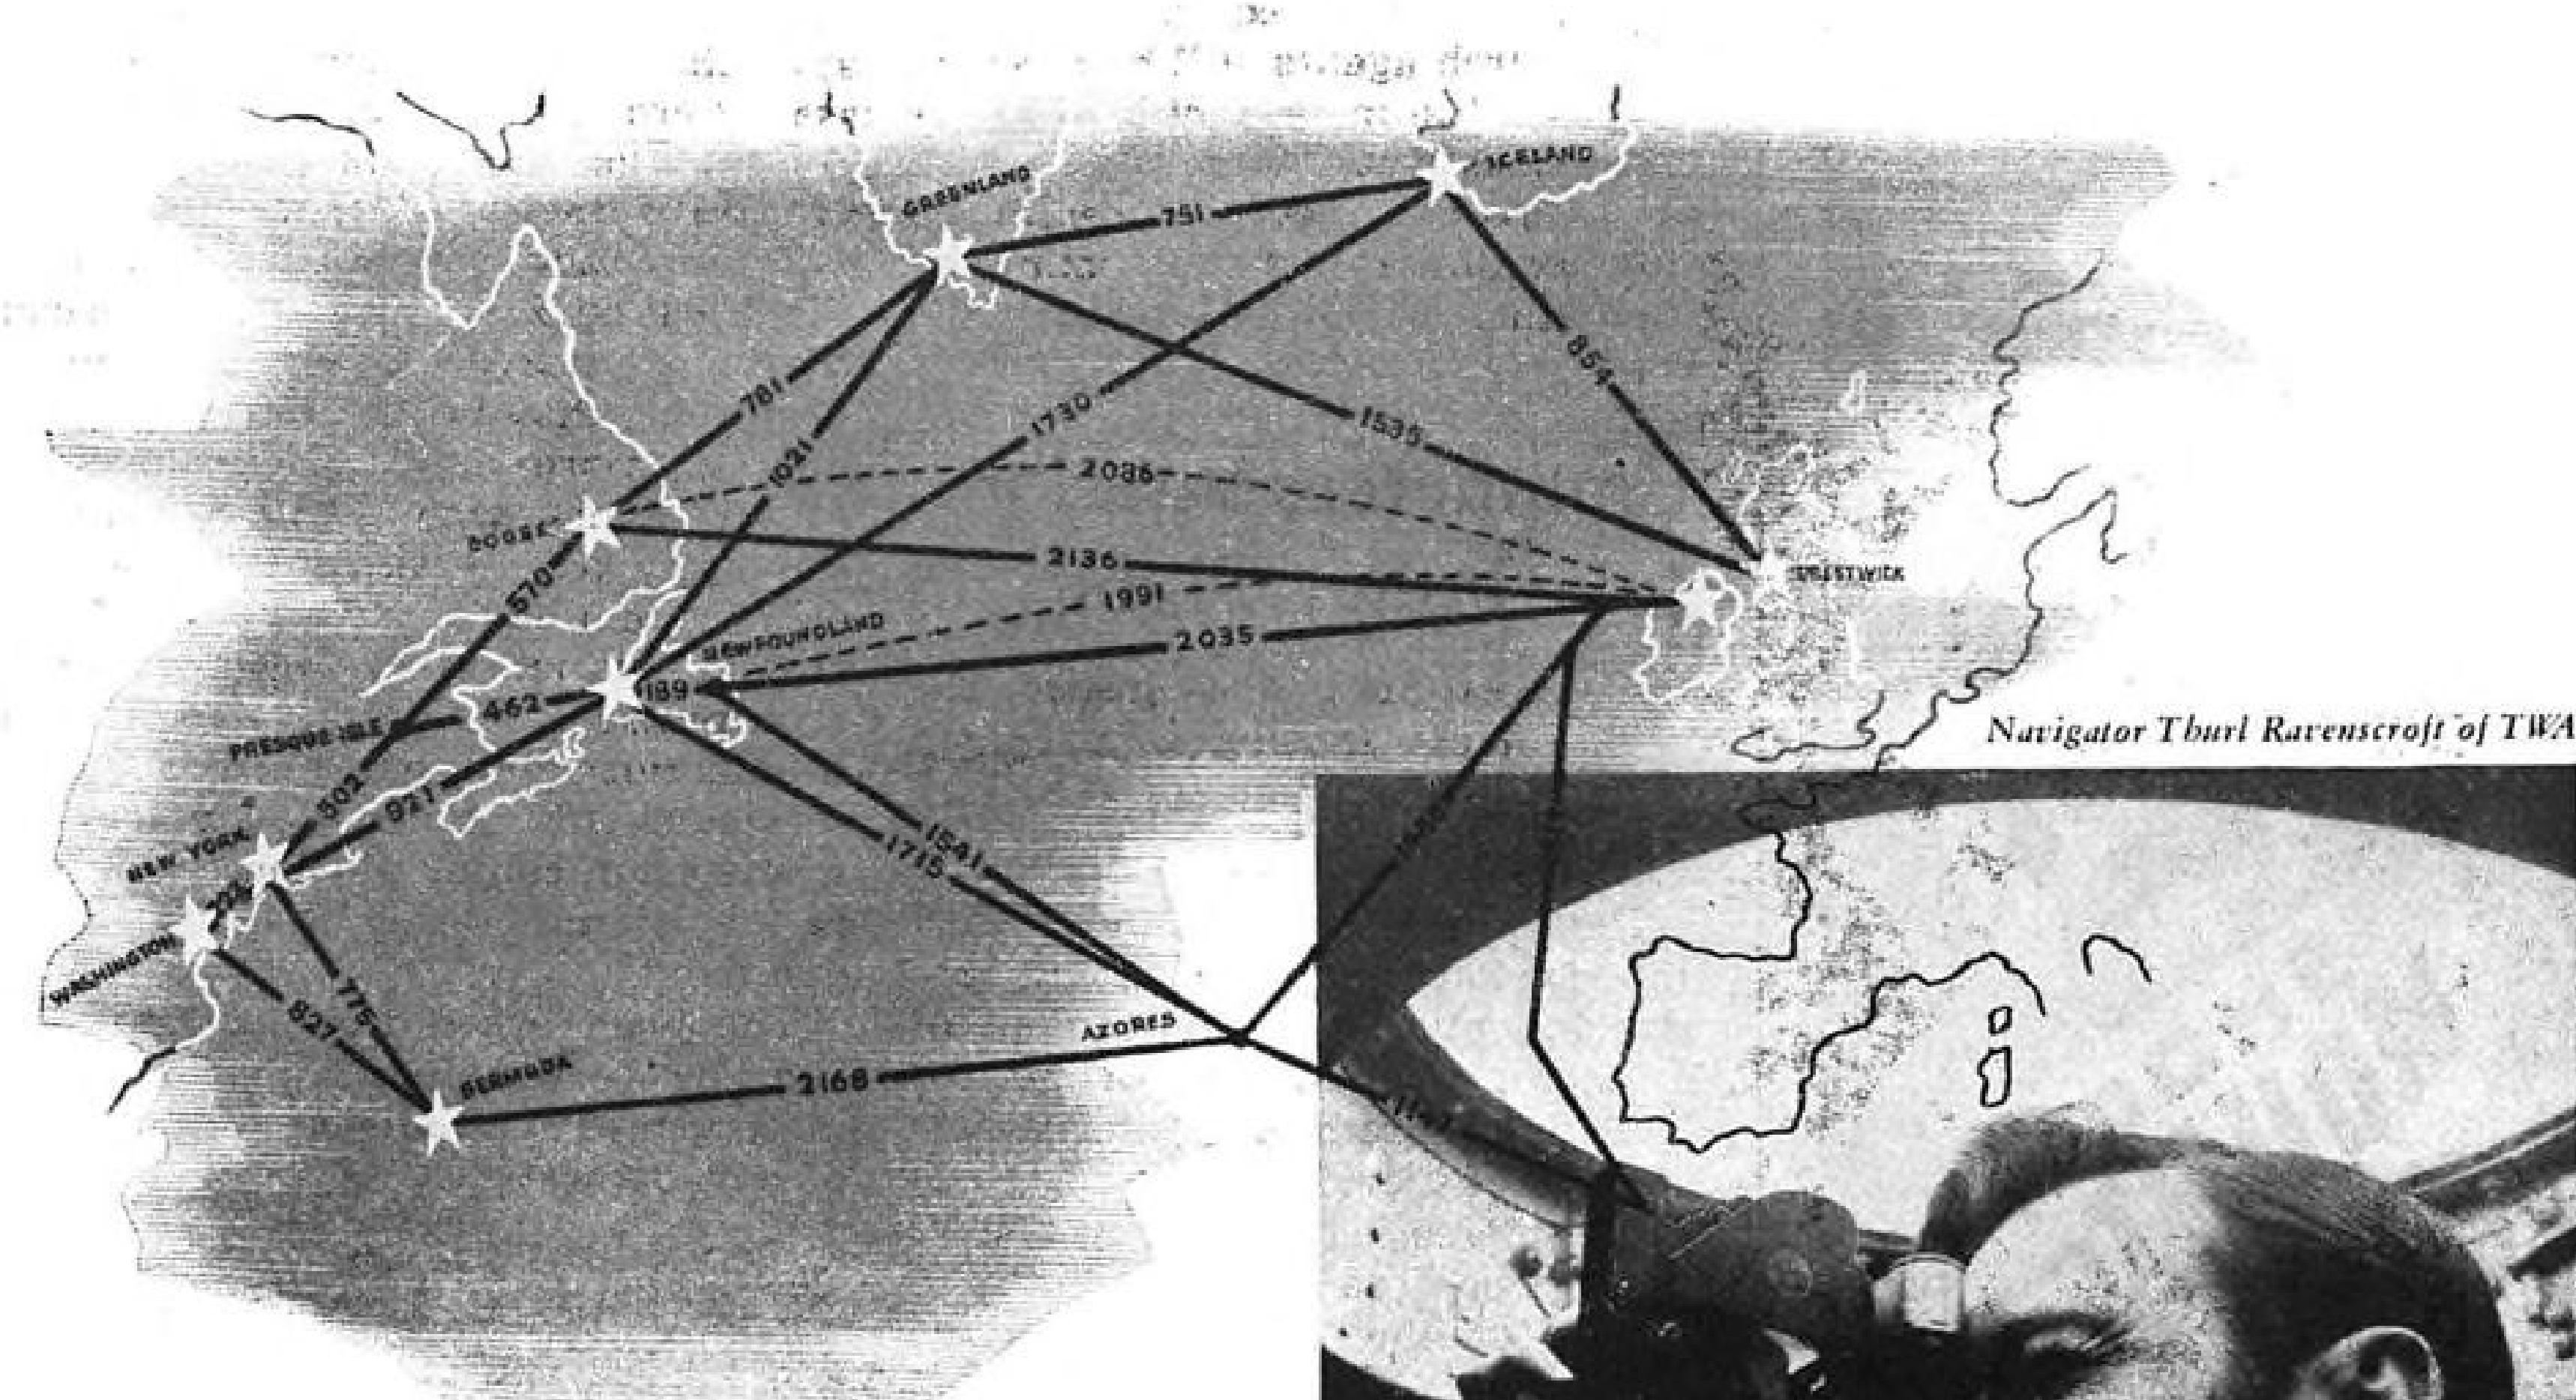 ICELAND
GREENLAND
751
854
781
1730
1535
1021
2086
GOOSE
2136
PRESTWICK
570
1991
NEWFOUNDLAND
2035
189
462
PRESQUE ISLE
Navigator Thurl Ravenscroft of TWA
502
921
NEW YORK
1541
1715
WASHINGTON
775
827
AZORES
BERMUDA
2168